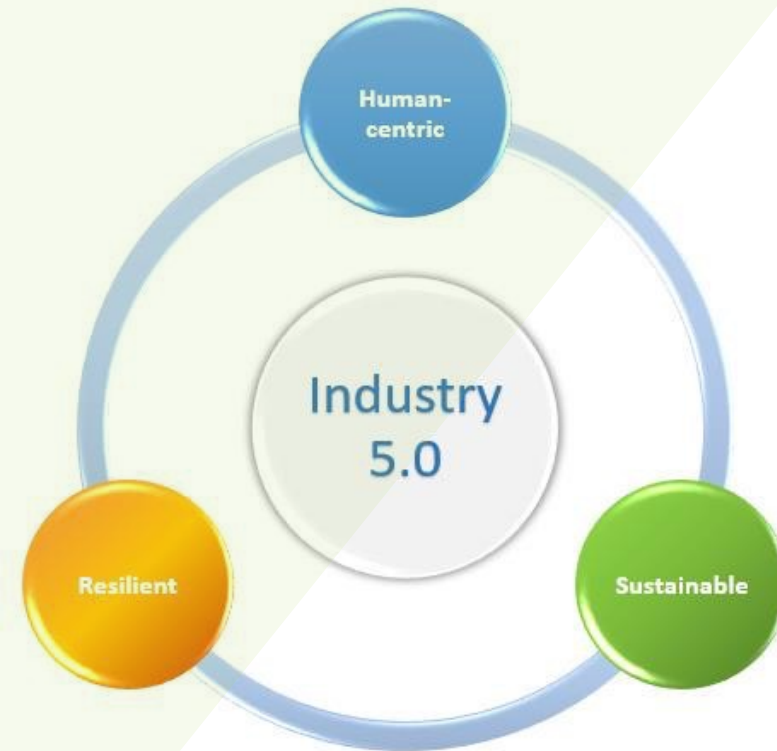 Human-
centric
Industry
5.0
Resilient
Sustainable